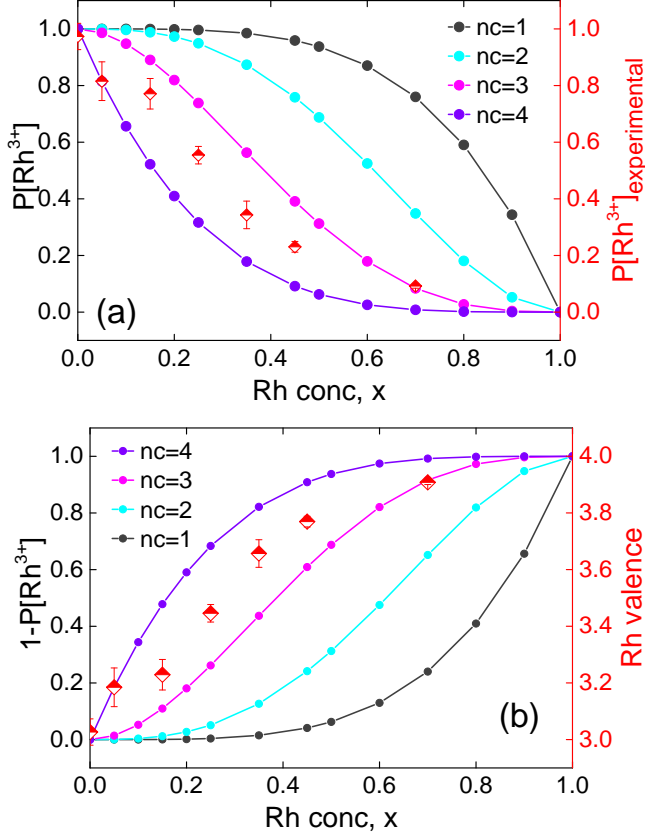 1.0
0.8
0.6
0.4
0.2
0.0
P[Rh3+]
nc=1
nc=2
nc=3
nc=4
(a)
1.0
0.8
0.6
0.4
0.2
0.0
P[Rh3+]experimental
0.0 0.2 0.4 0.6 0.8 1.0
Rh conc, x
1.0
0.8
0.6
0.4
0.2
0.0
1-P[Rh3+]
nc=4
nc=3
nc=2
nc=1
(b)
4.0
3.8
3.6
3.4
3.2
3.0
Rh valence
0.0 0.2 0.4 0.6 0.8 1.0
Rh conc, x